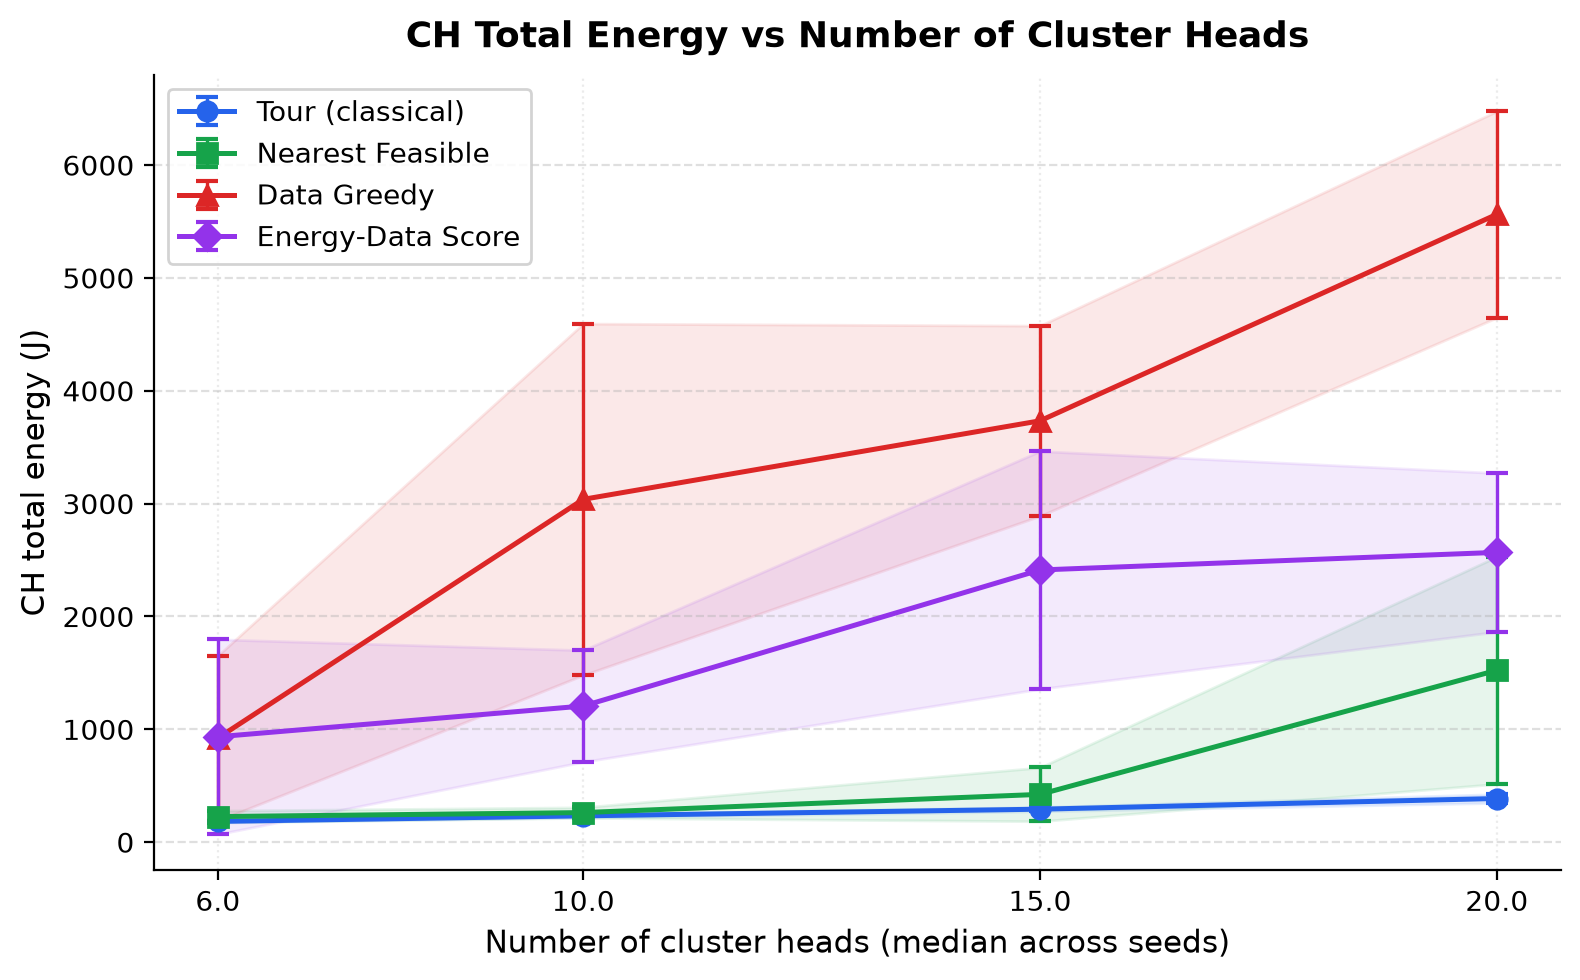 CH Total Energy vs Number of Cluster Heads
Tour (classical)
Nearest Feasible
Data Greedy
Energy-Data Score
CH total energy (J)
6000
5000
4000
3000
2000
1000
0
6.0 10.0 15.0 20.0
Number of cluster heads (median across seeds)